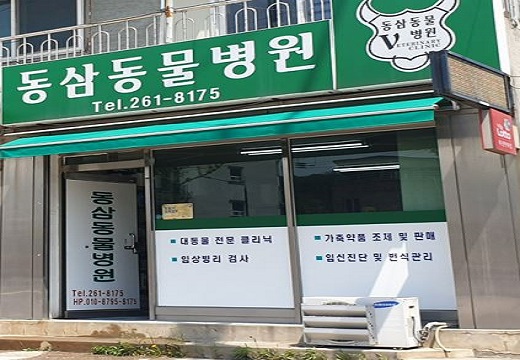 동삼동물병원
Tel.261-8175
동삼동물
병원
VETERINARY
CLINIC
동삼동물병원
Tel.261-8175
HP.010-8795-8175
대동물 전문 클리닉
임상병리 검사
가축약품 조제 및 판매
임신진단 및 번식관리
SAMSUNG